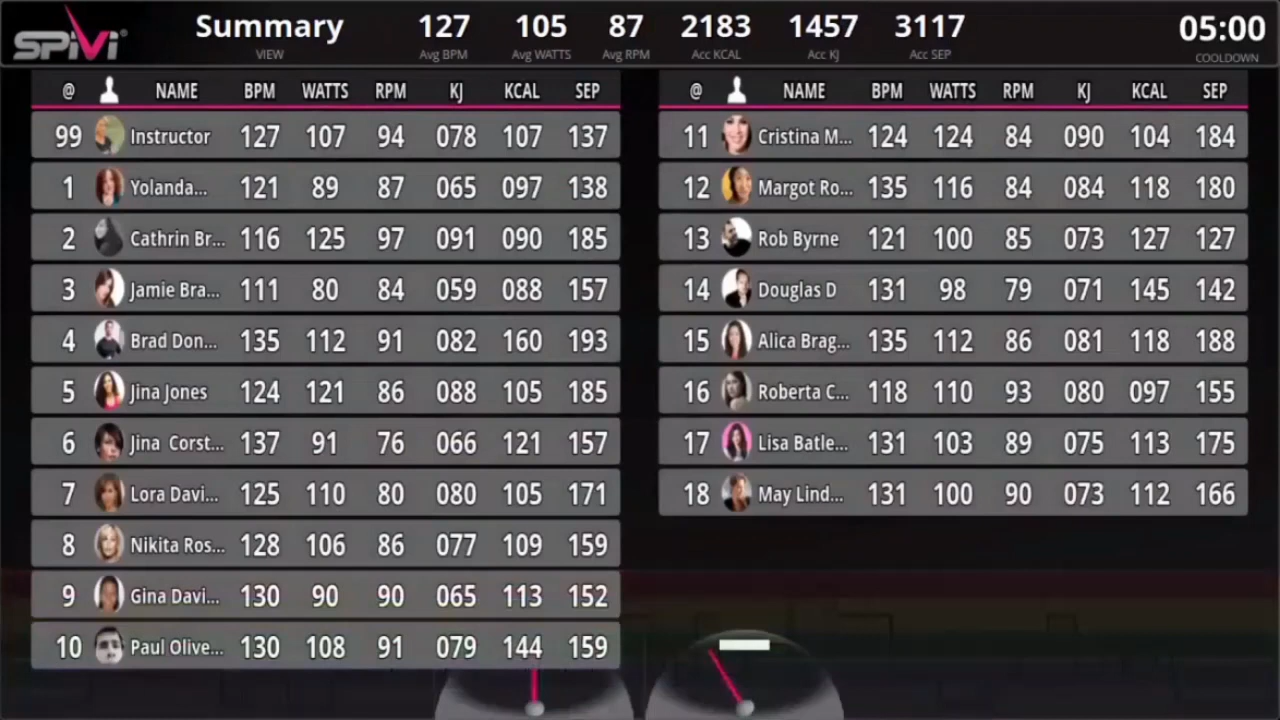 SPiVi® Summary 127 105 87 2183 1457 3117 05:00
VIEW Avg BPM Avg WATTS Avg RPM Acc KCAL Acc KJ Acc SEP COOLDOWN
@ NAME BPM WATTS RPM KJ KCAL SEP
99 Instructor 127 107 94 078 107 137
1 Yolanda... 121 89 87 065 097 138
2 Cathrin Br... 116 125 97 091 090 185
3 Jamie Bra... 111 80 84 059 088 157
4 Brad Don... 135 112 91 082 160 193
5 Jina Jones 124 121 86 088 105 185
6 Jina Corst... 137 91 76 066 121 157
7 Lora Davi... 125 110 80 080 105 171
8 Nikita Ros... 128 106 86 077 109 159
9 Gina Davi... 130 90 90 065 113 152
10 Paul Olive... 130 108 91 079 144 159
@ NAME BPM WATTS RPM KJ KCAL SEP
11 Cristina M... 124 124 84 090 104 184
12 Margot Ro... 135 116 84 084 118 180
13 Rob Byrne 121 100 85 073 127 127
14 Douglas D 131 98 79 071 145 142
15 Alica Brag... 135 112 86 081 118 188
16 Roberta C... 118 110 93 080 097 155
17 Lisa Batle... 131 103 89 075 113 175
18 May Lind... 131 100 90 073 112 166